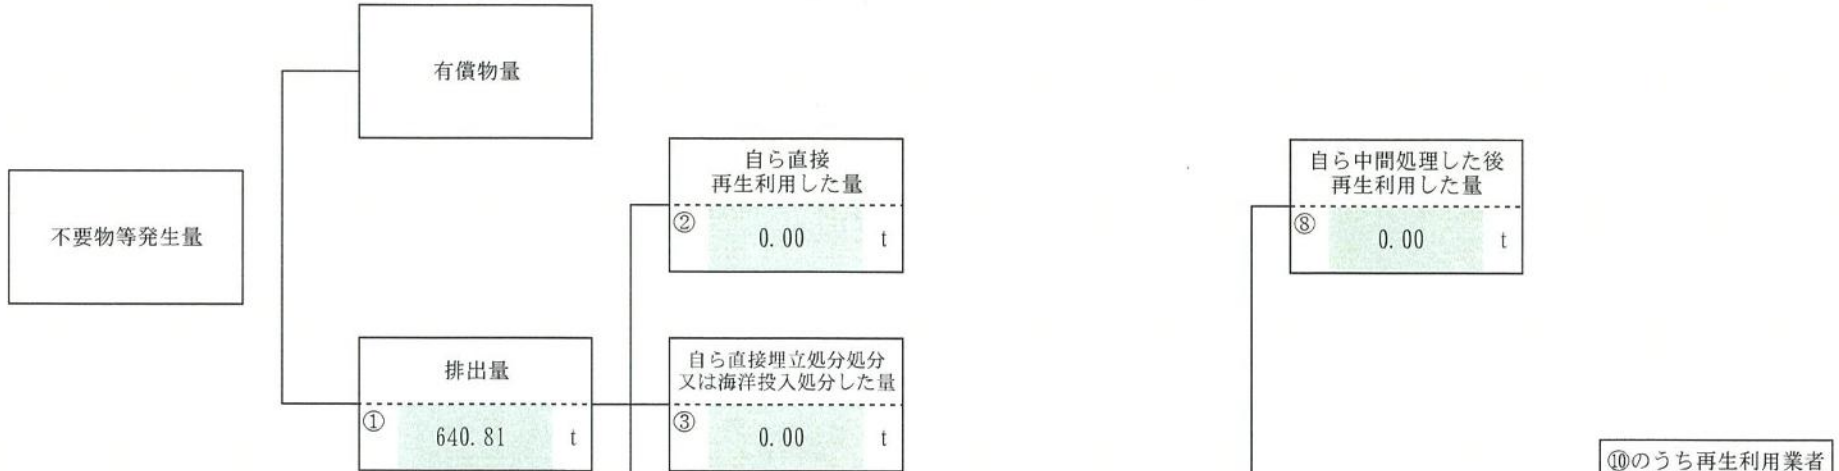 有償物量
自ら直接
再生利用した量
② 0.00 t
自ら中間処理した後
再生利用した量
⑧ 0.00 t
不要物等発生量
排出量
① 640.81 t
自ら直接埋立処分処分
又は海洋投入処分した量
③ 0.00 t
⑩のうち再生利用業者